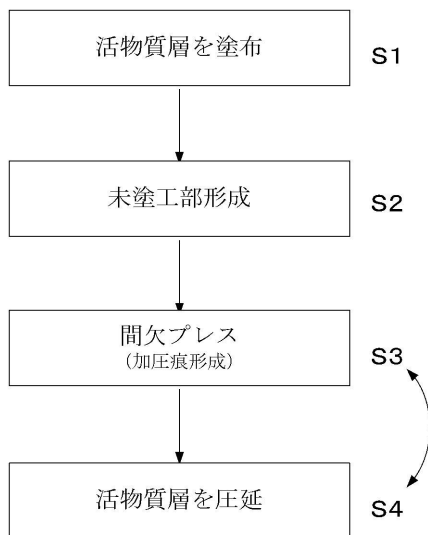 活物質層を塗布
S1
未塗工部形成
S2
間欠プレス
(加圧痕形成)
S3
活物質層を圧延
S4